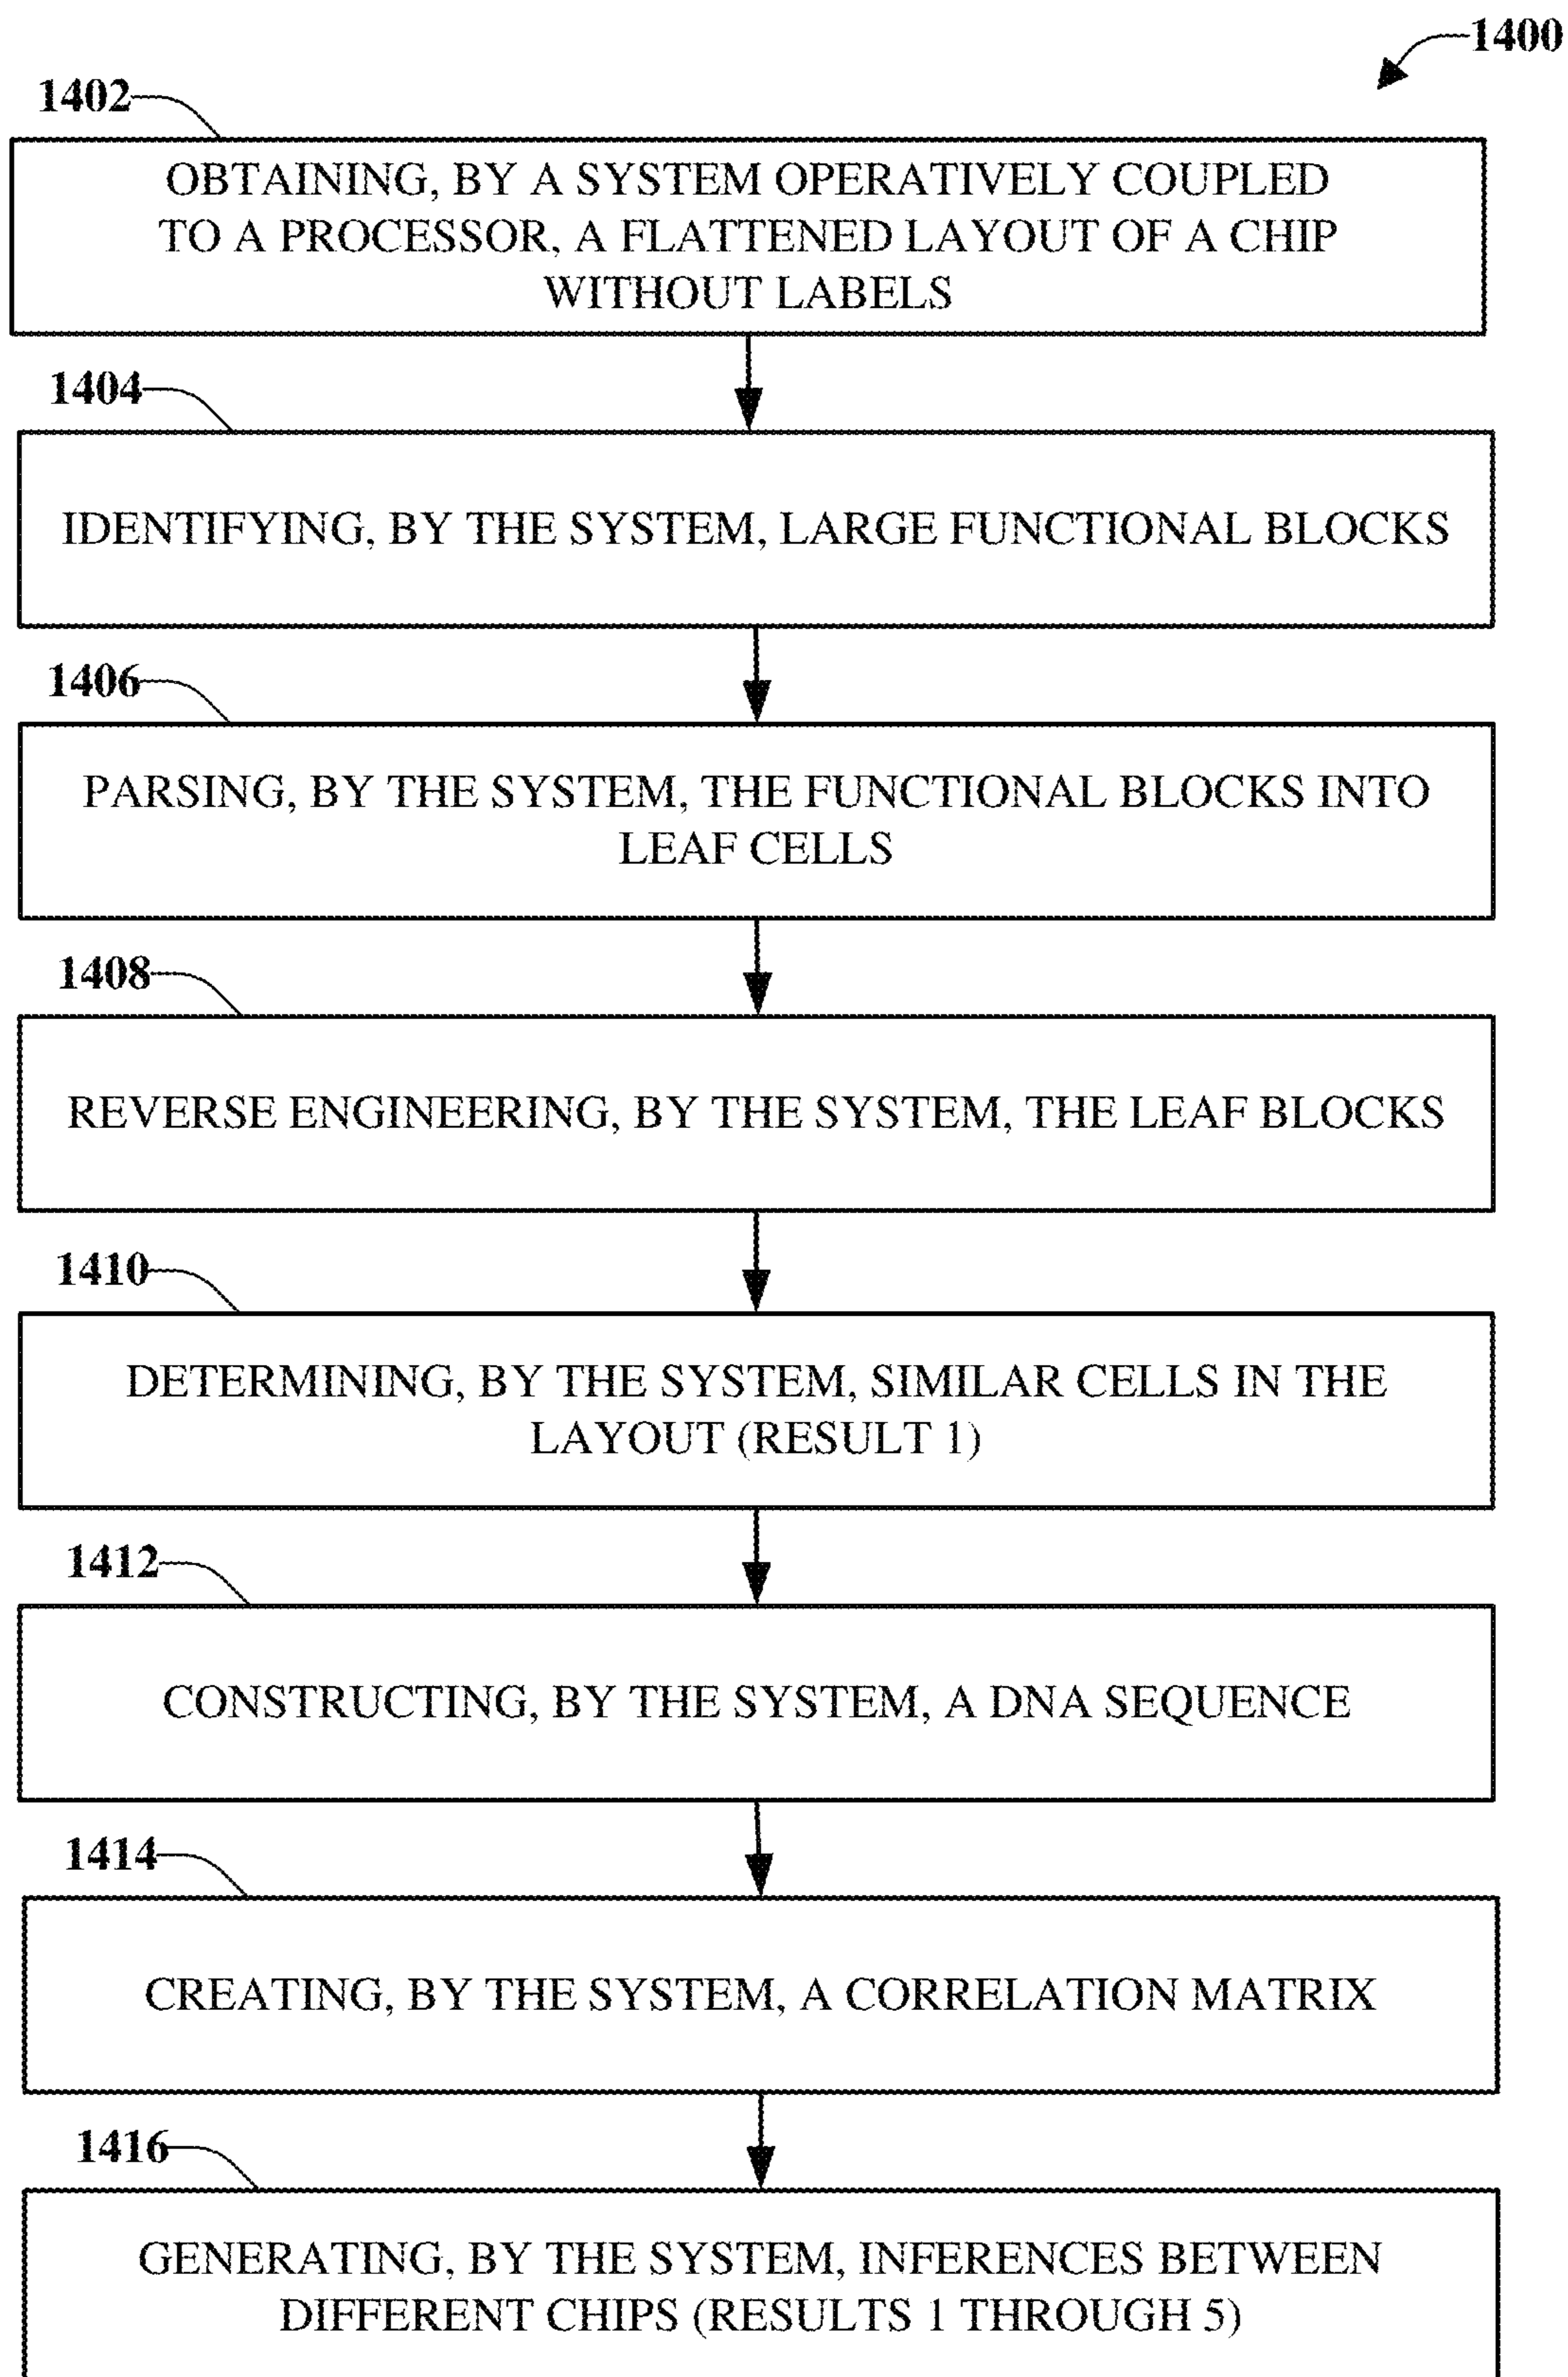 1400
1402
OBTAINING, BY A SYSTEM OPERATIVELY COUPLED
TO A PROCESSOR, A FLATTENED LAYOUT OF A CHIP
WITHOUT LABELS
1404
IDENTIFYING, BY THE SYSTEM, LARGE FUNCTIONAL BLOCKS
1406
PARSING, BY THE SYSTEM, THE FUNCTIONAL BLOCKS INTO
LEAF CELLS
1408
REVERSE ENGINEERING, BY THE SYSTEM, THE LEAF BLOCKS
1410
DETERMINING, BY THE SYSTEM, SIMILAR CELLS IN THE
LAYOUT (RESULT 1)
1412
CONSTRUCTING, BY THE SYSTEM, A DNA SEQUENCE
1414
CREATING, BY THE SYSTEM, A CORRELATION MATRIX
1416
GENERATING, BY THE SYSTEM, INFERENCES BETWEEN
DIFFERENT CHIPS (RESULTS 1 THROUGH 5)